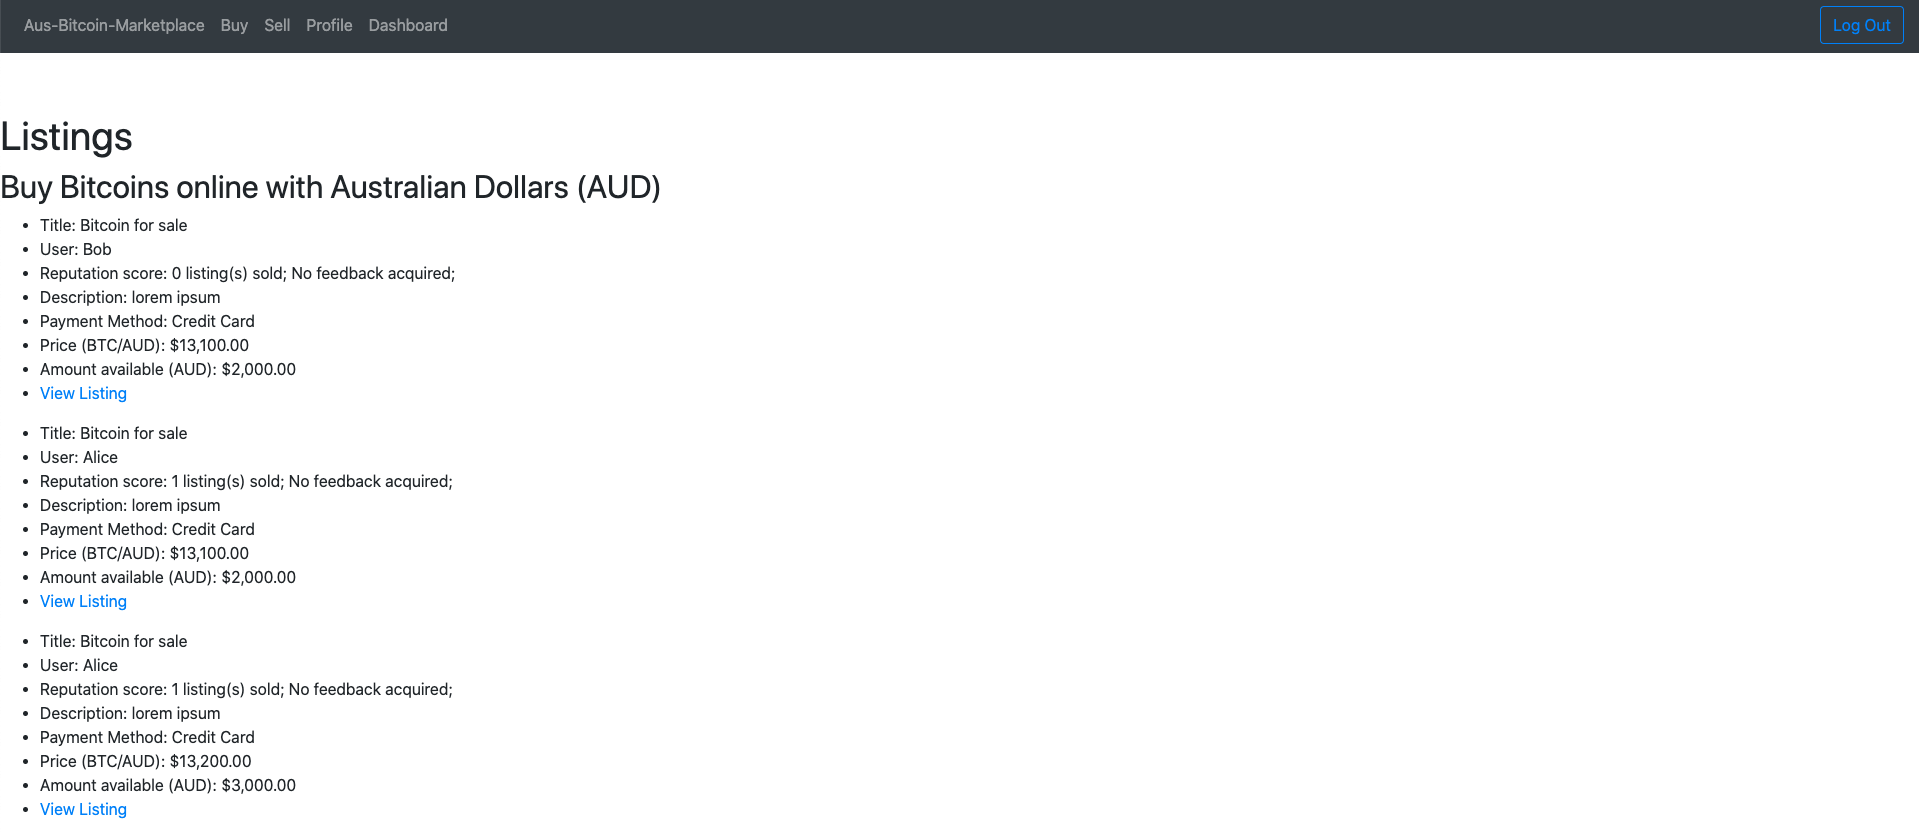 Aus-Bitcoin-Marketplace Buy Sell Profile Dashboard Log Out
Listings
Buy Bitcoins online with Australian Dollars (AUD)
• Title: Bitcoin for sale
• User: Bob
• Reputation score: 0 listing(s) sold; No feedback acquired;
• Description: lorem ipsum
• Payment Method: Credit Card
• Price (BTC/AUD): $13,100.00
• Amount available (AUD): $2,000.00
• View Listing
• Title: Bitcoin for sale
• User: Alice
• Reputation score: 1 listing(s) sold; No feedback acquired;
• Description: lorem ipsum
• Payment Method: Credit Card
• Price (BTC/AUD): $13,100.00
• Amount available (AUD): $2,000.00
• View Listing
• Title: Bitcoin for sale
• User: Alice
• Reputation score: 1 listing(s) sold; No feedback acquired;
• Description: lorem ipsum
• Payment Method: Credit Card
• Price (BTC/AUD): $13,200.00
• Amount available (AUD): $3,000.00
• View Listing